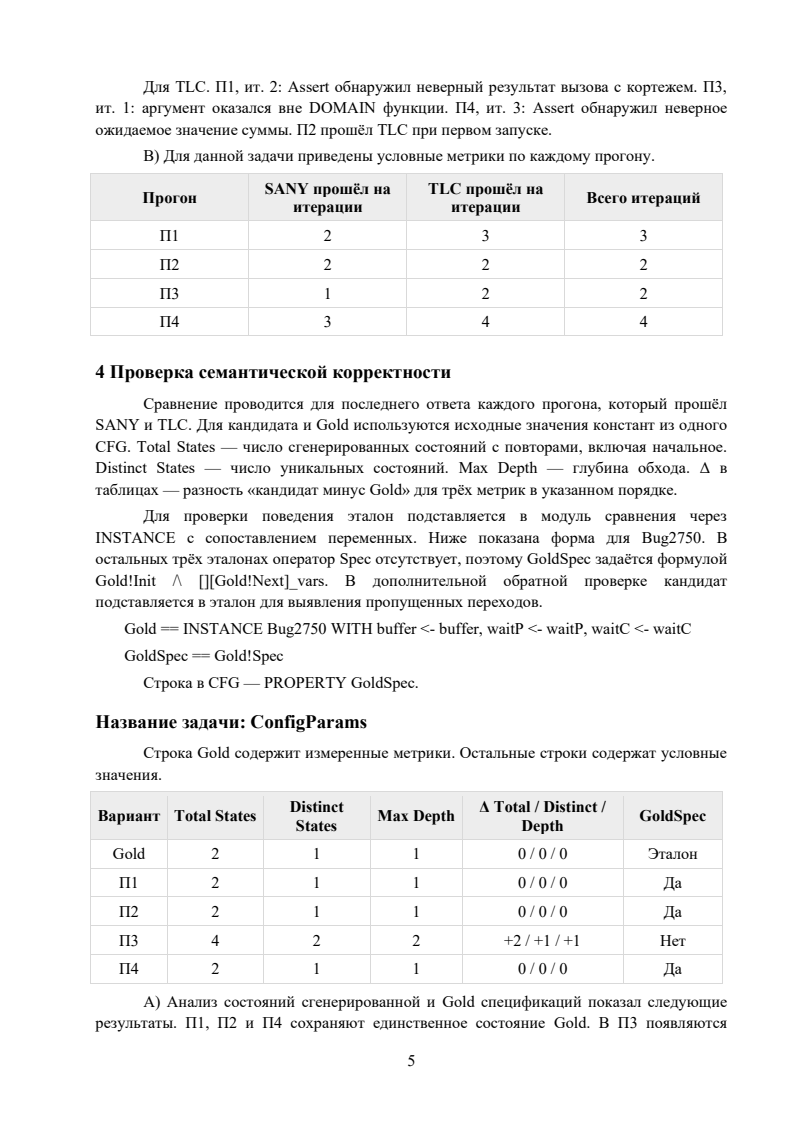 Для TLC. П1, ит. 2: Assert обнаружил неверный результат вызова с кортежем. П3,
ит. 1: аргумент оказался вне DOMAIN функции. П4, ит. 3: Assert обнаружил неверное
ожидаемое значение суммы. П2 прошёл TLC при первом запуске.
В) Для данной задачи приведены условные метрики по каждому прогону.
Прогон | SANY прошёл на итерации | TLC прошёл на итерации | Всего итераций
П1 | 2 | 3 | 3
П2 | 2 | 2 | 2
П3 | 1 | 2 | 2
П4 | 3 | 4 | 4
4 Проверка семантической корректности
Сравнение проводится для последнего ответа каждого прогона, который прошёл
SANY и TLC. Для кандидата и Gold используются исходные значения констант из одного
CFG. Total States — число сгенерированных состояний с повторами, включая начальное.
Distinct States — число уникальных состояний. Max Depth — глубина обхода. Δ в
таблицах — разность «кандидат минус Gold» для трёх метрик в указанном порядке.
Для проверки поведения эталон подставляется в модуль сравнения через
INSTANCE с сопоставлением переменных. Ниже показана форма для Bug2750. В
остальных трёх эталонах оператор Spec отсутствует, поэтому GoldSpec задаётся формулой
Gold!Init /\ [][Gold!Next]_vars. В дополнительной обратной проверке кандидат
подставляется в эталон для выявления пропущенных переходов.
Gold == INSTANCE Bug2750 WITH buffer <- buffer, waitP <- waitP, waitC <- waitC
GoldSpec == Gold!Spec
Строка в CFG — PROPERTY GoldSpec.
Название задачи: ConfigParams
Строка Gold содержит измеренные метрики. Остальные строки содержат условные
значения.
Вариант | Total States | Distinct States | Max Depth | Δ Total / Distinct / Depth | GoldSpec
Gold | 2 | 1 | 1 | 0 / 0 / 0 | Эталон
П1 | 2 | 1 | 1 | 0 / 0 / 0 | Да
П2 | 2 | 1 | 1 | 0 / 0 / 0 | Да
П3 | 4 | 2 | 2 | +2 / +1 / +1 | Нет
П4 | 2 | 1 | 1 | 0 / 0 / 0 | Да
А) Анализ состояний сгенерированной и Gold спецификаций показал следующие
результаты. П1, П2 и П4 сохраняют единственное состояние Gold. В П3 появляются
5